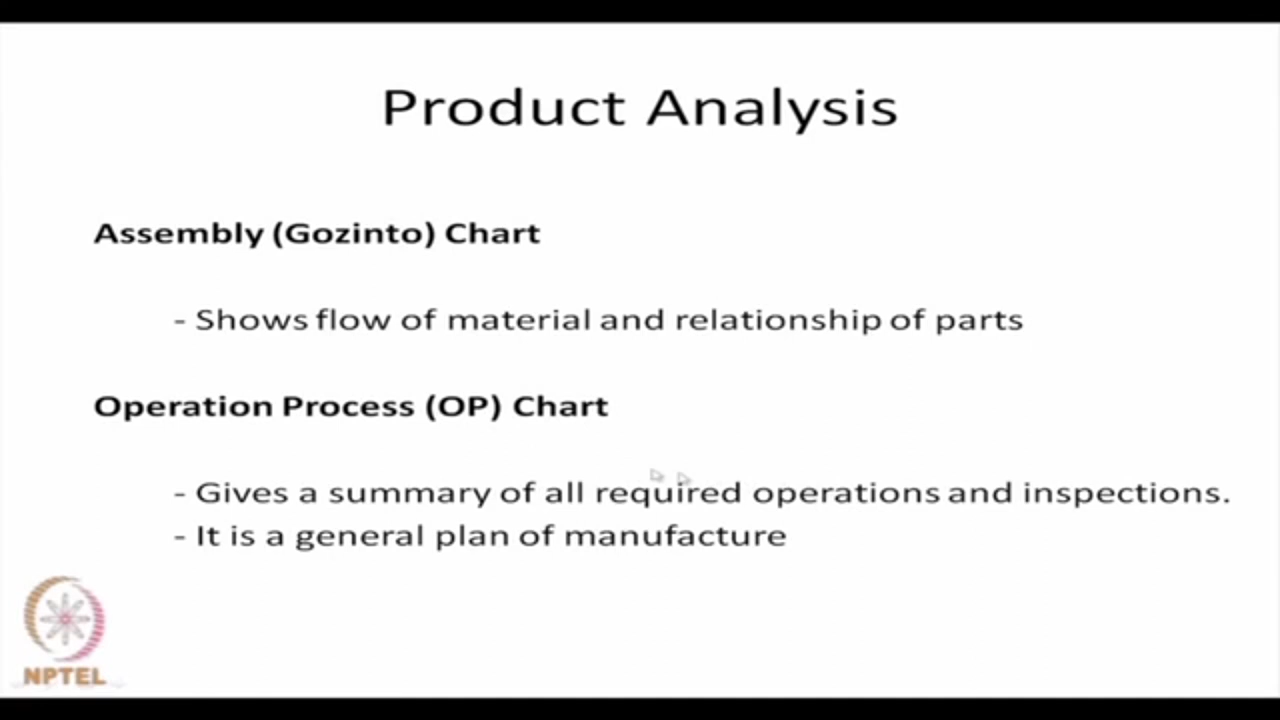 Product Analysis
Assembly (Gozinto) Chart
- Shows flow of material and relationship of parts
Operation Process (OP) Chart
- Gives a summary of all required operations and inspections.
- It is a general plan of manufacture
NPTEL